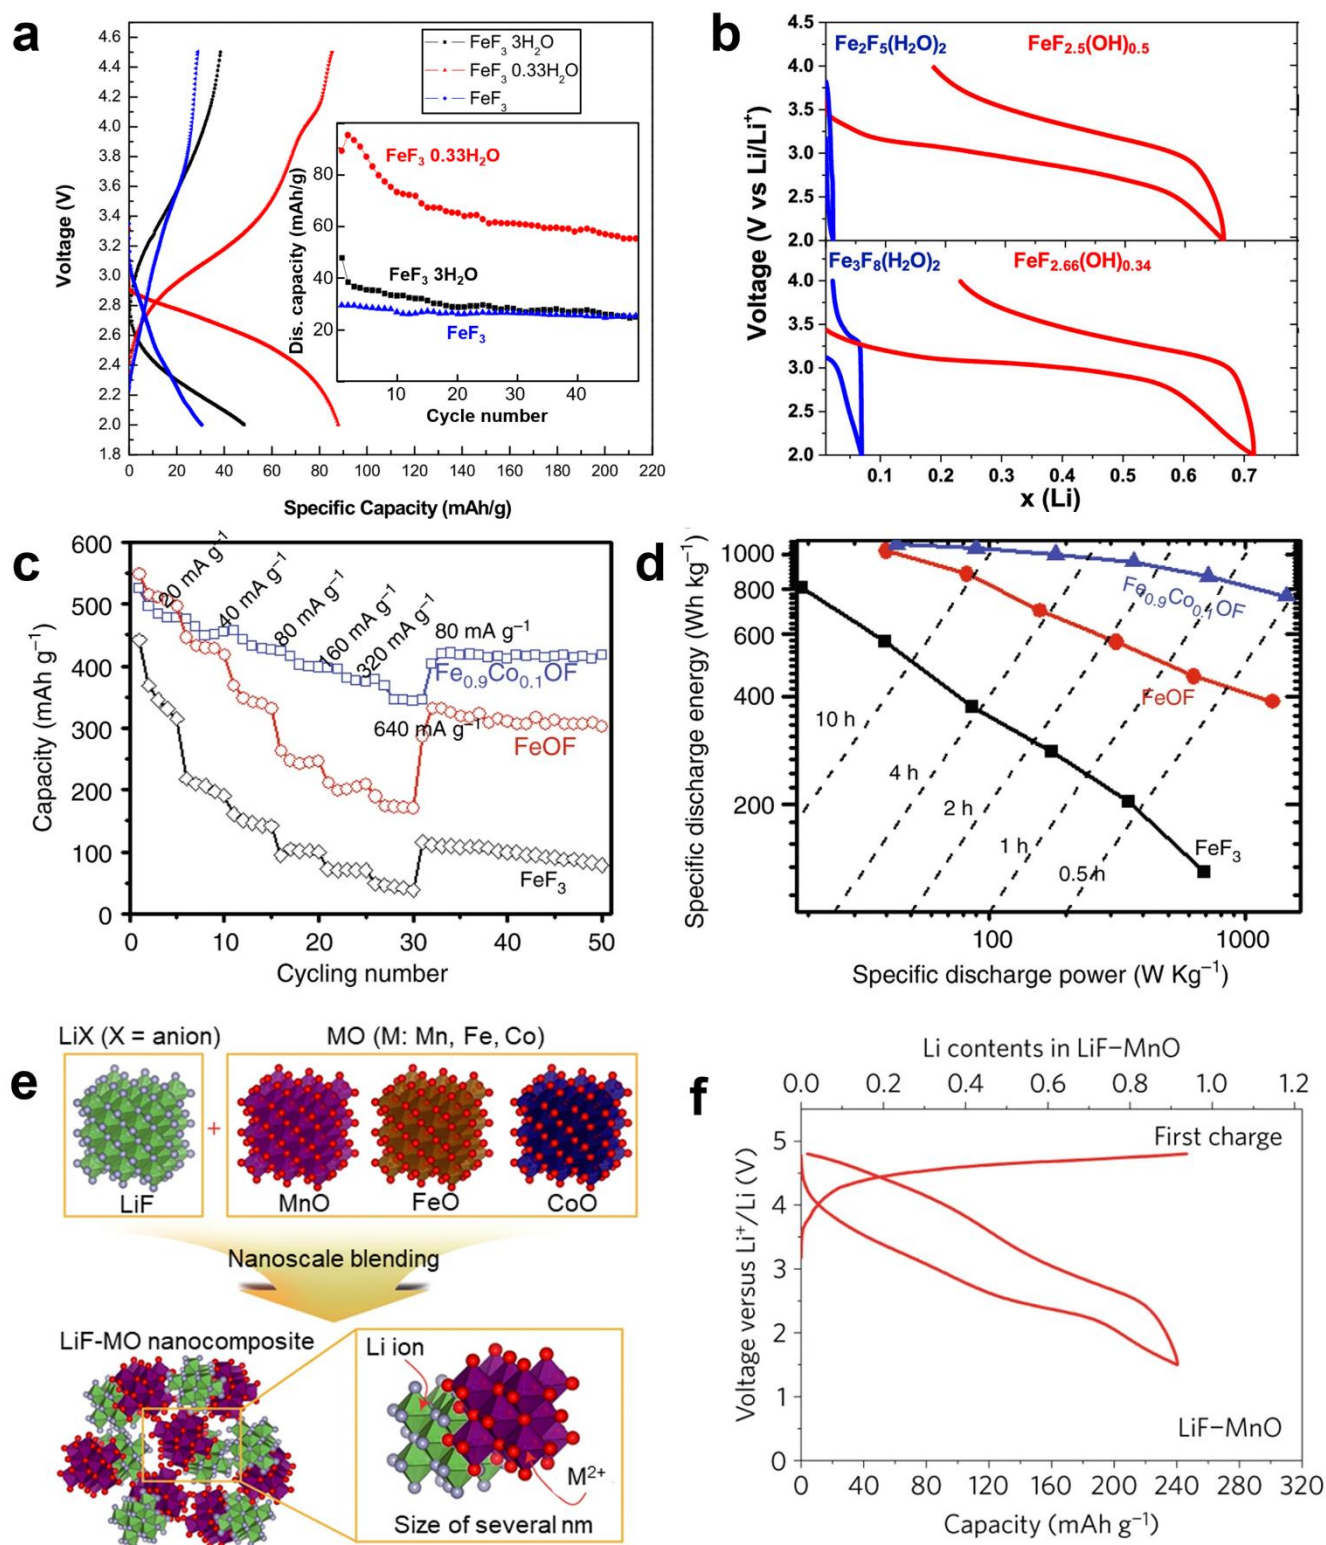 a
4.6
4.4
4.2
4.0
3.8
3.6
3.4
3.2
3.0
2.8
2.6
2.4
2.2
2.0
1.8
Voltage (V)
0 20 40 60 80 100 120 140 160 180 200 220
Specific Capacity (mAh/g)
FeF3 3H2O
FeF3 0.33H2O
FeF3
Dis. capacity (mAh/g)
80
60
40
20
FeF3 0.33H2O
FeF3 3H2O
FeF3
10 20 30 40
Cycle number
b
Voltage (V vs Li/Li+)
4.5
4.0
3.5
3.0
2.5
2.0
Fe2F5(H2O)2 FeF2.5(OH)0.5
4.0
3.5
3.0
2.5
2.0
Fe3F8(H2O)2 FeF2.66(OH)0.34
0.1 0.2 0.3 0.4 0.5 0.6 0.7
x (Li)
c
Capacity (mAh g−1)
600
500
400
300
200
100
0
20 mA g−1
40 mA g−1
80 mA g−1
160 mA g−1
320 mA g−1
80 mA g−1
Fe0.9Co0.1OF
640 mA g−1
FeOF
FeF3
0 10 20 30 40 50
Cycling number
d
Specific discharge energy (Wh kg−1)
1000
800
600
400
200
Fe0.9Co0.1OF
FeOF
FeF3
10 h
4 h
2 h
1 h
0.5 h
100 1000
Specific discharge power (W Kg−1)
e
LiX (X = anion) MO (M: Mn, Fe, Co)
+
LiF MnO FeO CoO
Nanoscale blending
LiF-MO nanocomposite
Li ion
M2+
Size of several nm
f
Li contents in LiF−MnO
0.0 0.2 0.4 0.6 0.8 1.0 1.2
First charge
Voltage versus Li+/Li (V)
5
4
3
2
1
0
LiF−MnO
0 40 80 120 160 200 240 280 320
Capacity (mAh g−1)